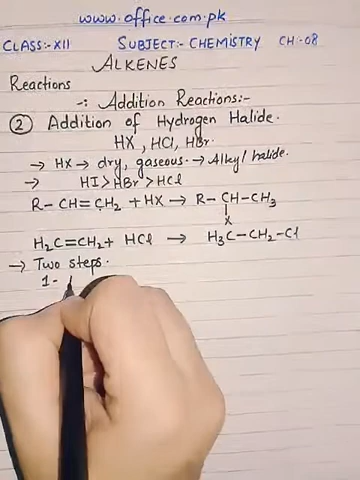 www.office.com.pk
CLASS:-XII SUBJECT:- CHEMISTRY CH-08
ALKENES
Reactions
-: Addition Reactions:-
② Addition of Hydrogen Halide.
HX, HCl, HBr.
→ HX → dry, gaseous → Alkyl halide.
→ HI > HBr > HCl
R-CH=CH₂ + HX → R-CH-CH₃
X
H₂C=CH₂ + HCl → H₃C-CH₂-Cl
→ Two steps.
1-